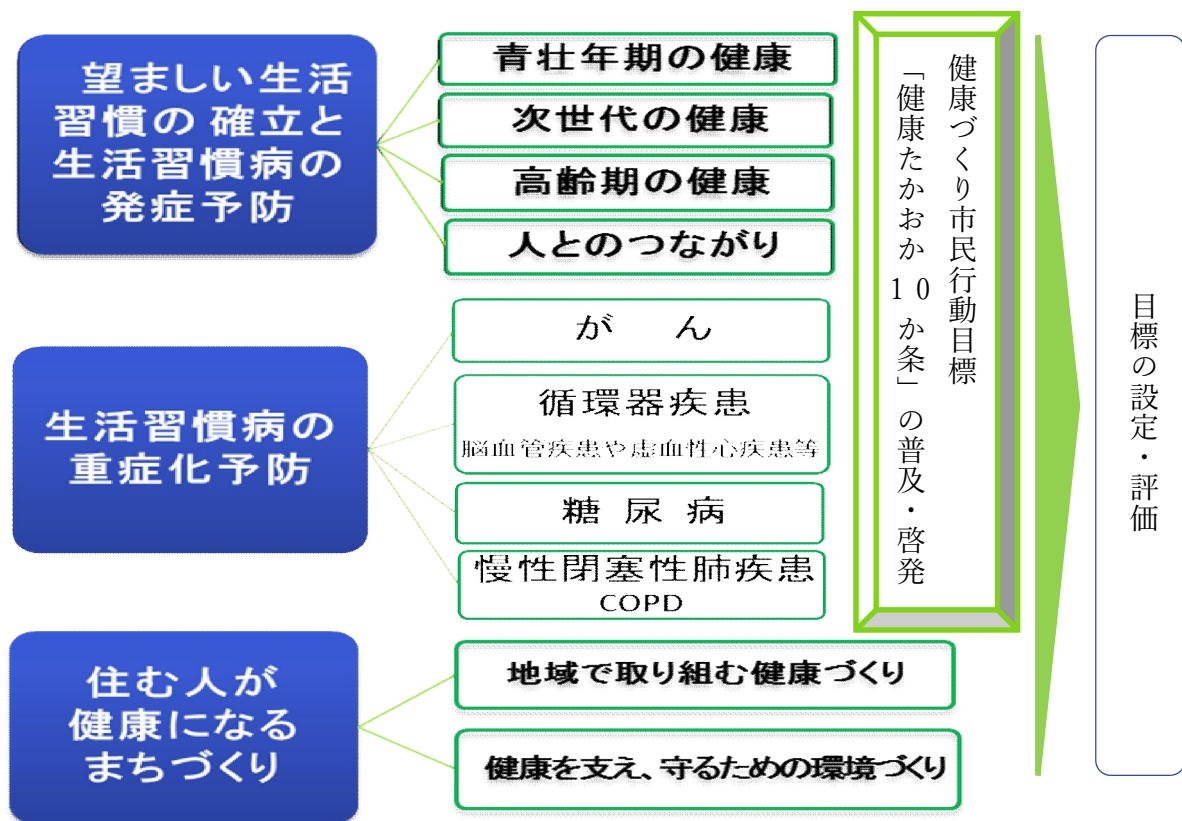 望ましい生活
習慣の 確立と
生活習慣病の
発症予防
青壮年期の健康
次世代の健康
高齢期の健康
人とのつながり
生活習慣病の
重症化予防
がん
循環器疾患
脳血管疾患や虚血性心疾患等
糖尿病
慢性閉塞性肺疾患
COPD
住む人が
健康になる
まちづくり
地域で取り組む健康づくり
健康を支え、守るための環境づくり
健康づくり市民行動目標
「健康たかおか10か条」の普及・啓発
目標の設定・評価